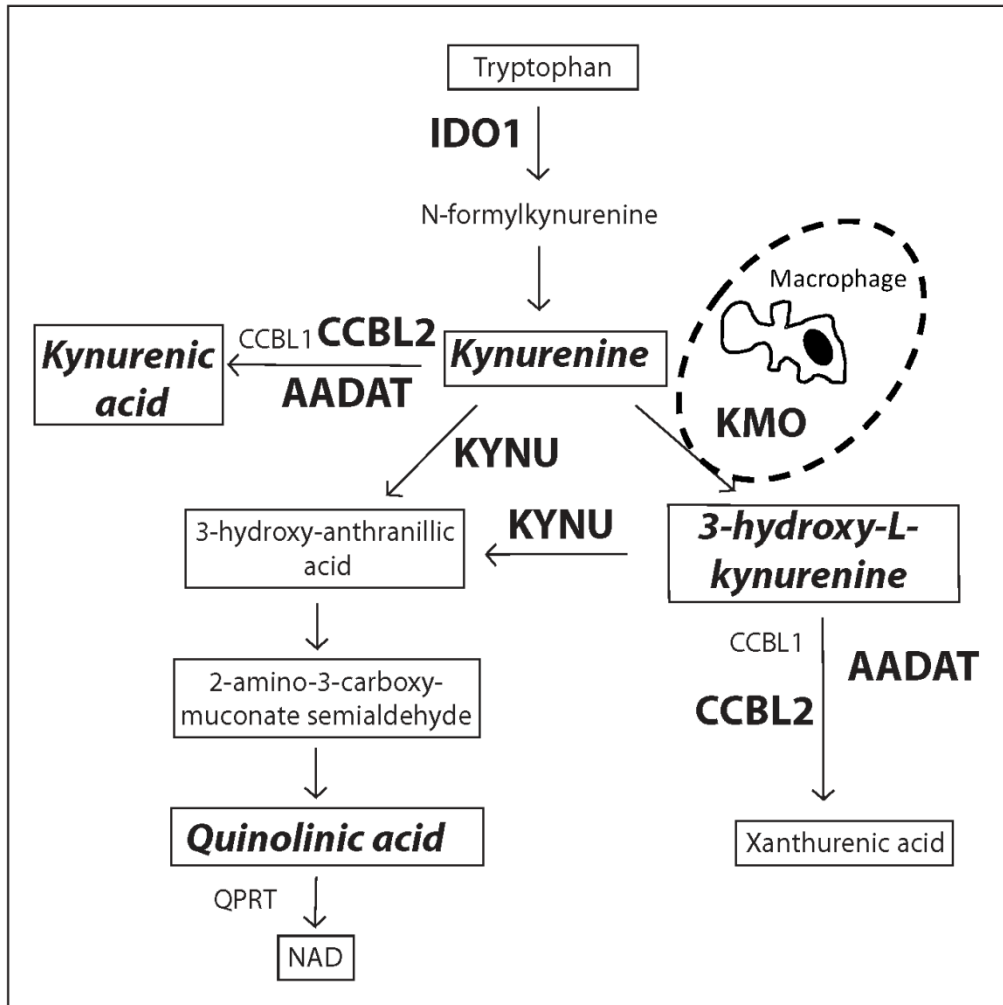 Tryptophan
IDO1
N-formylkynurenine
Macrophage
Kynurenic
acid
CCBL1 CCBL2
AADAT
Kynurenine
KMO
KYNU
3-hydroxy-anthranillic
acid
KYNU
3-hydroxy-L-
kynurenine
2-amino-3-carboxy-
muconate semialdehyde
CCBL1
AADAT
CCBL2
Quinolinic acid
Xanthurenic acid
QPRT
NAD